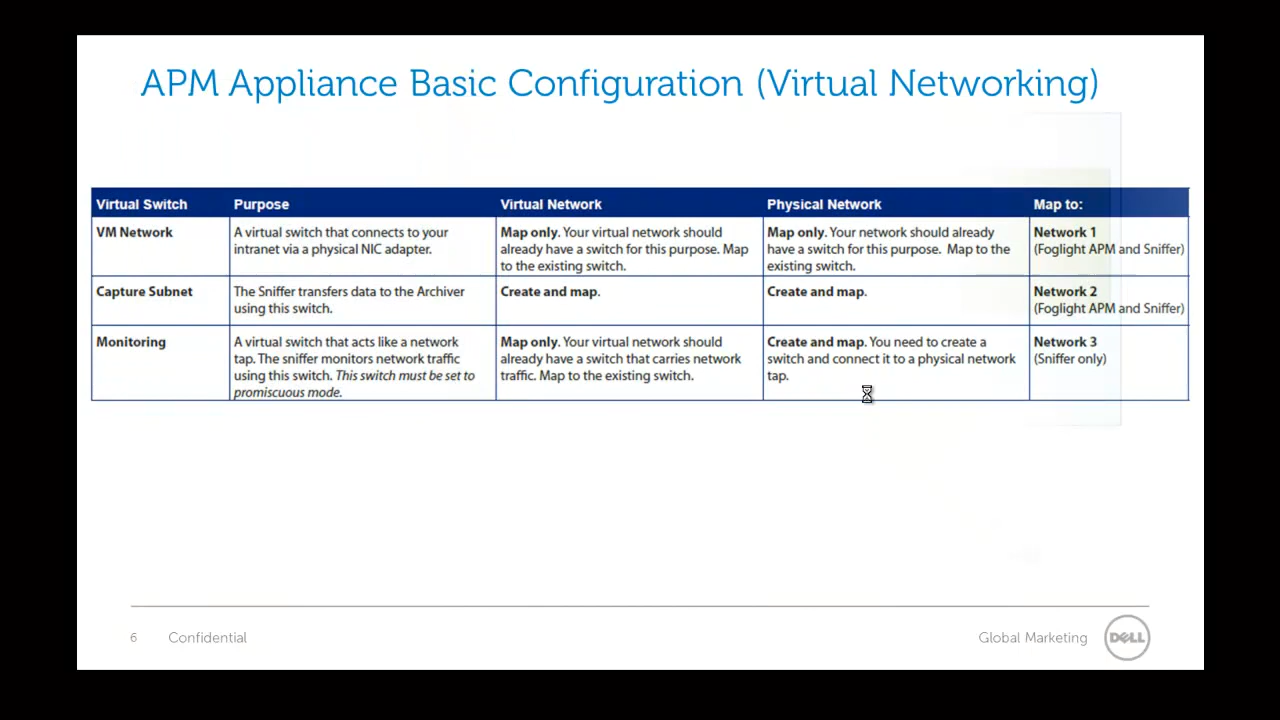 APM Appliance Basic Configuration (Virtual Networking)
Virtual Switch Purpose Virtual Network Physical Network Map to:
VM Network
A virtual switch that connects to your
intranet via a physical NIC adapter.
Map only. Your virtual network should
already have a switch for this purpose. Map
to the existing switch.
Map only. Your network should already
have a switch for this purpose. Map to the
existing switch.
Network 1
(Foglight APM and Sniffer)
Capture Subnet
The Sniffer transfers data to the Archiver
using this switch.
Create and map.
Create and map.
Network 2
(Foglight APM and Sniffer)
Monitoring
A virtual switch that acts like a network
tap. The sniffer monitors network traffic
using this switch. This switch must be set to
promiscuous mode.
Map only. Your virtual network should
already have a switch that carries network
traffic. Map to the existing switch.
Create and map. You need to create a
switch and connect it to a physical network
tap.
Network 3
(Sniffer only)
6 Confidential
Global Marketing
DELL